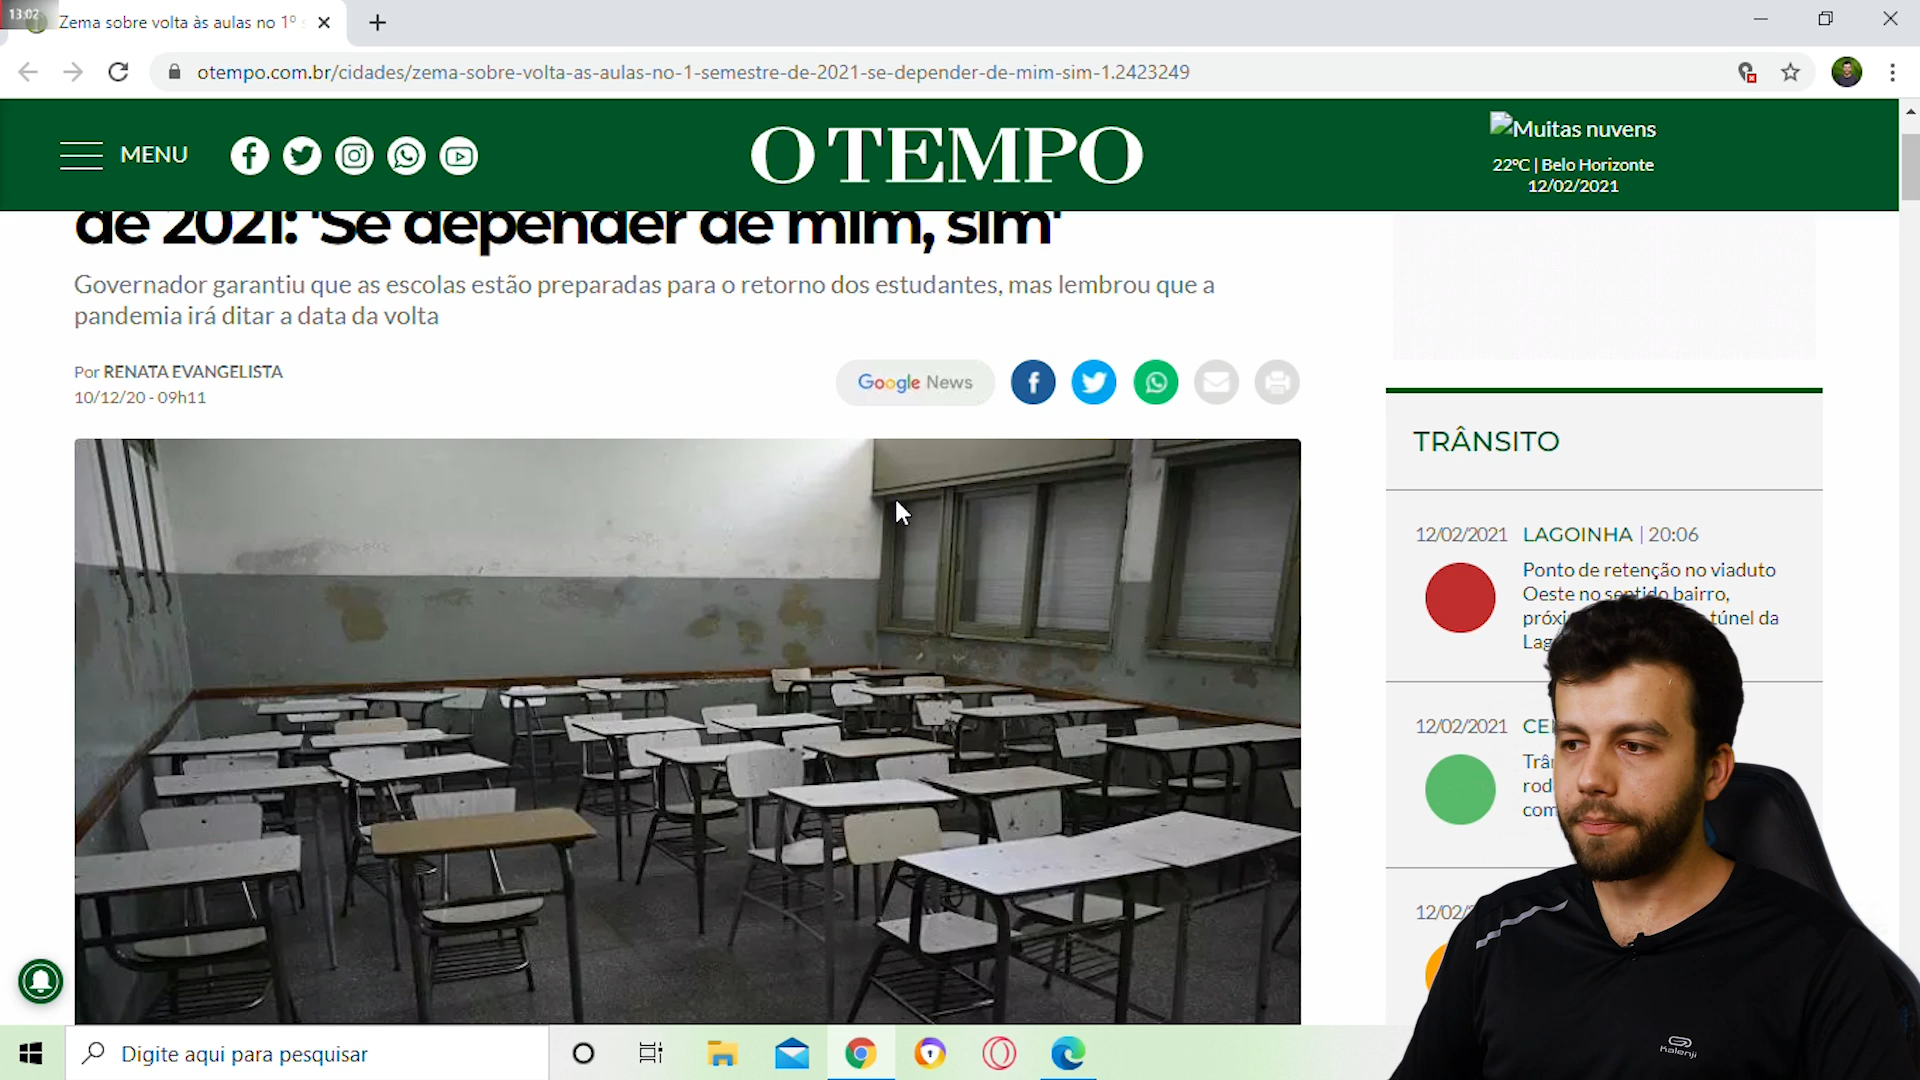 13:02
Zema sobre volta às aulas no 1º s
otempo.com.br/cidades/zema-sobre-volta-as-aulas-no-1-semestre-de-2021-se-depender-de-mim-sim-1.2423249
MENU
O TEMPO
Muitas nuvens
22ºC | Belo Horizonte
12/02/2021
de 2021: 'Se depender de mim, sim'
Governador garantiu que as escolas estão preparadas para o retorno dos estudantes, mas lembrou que a
pandemia irá ditar a data da volta
Por RENATA EVANGELISTA
10/12/20 - 09h11
Google News
TRÂNSITO
12/02/2021 LAGOINHA | 20:06
Ponto de retenção no viaduto
Oeste no sentido bairro,
túnel da
12/02/2021
Digite aqui para pesquisar
Kalenji